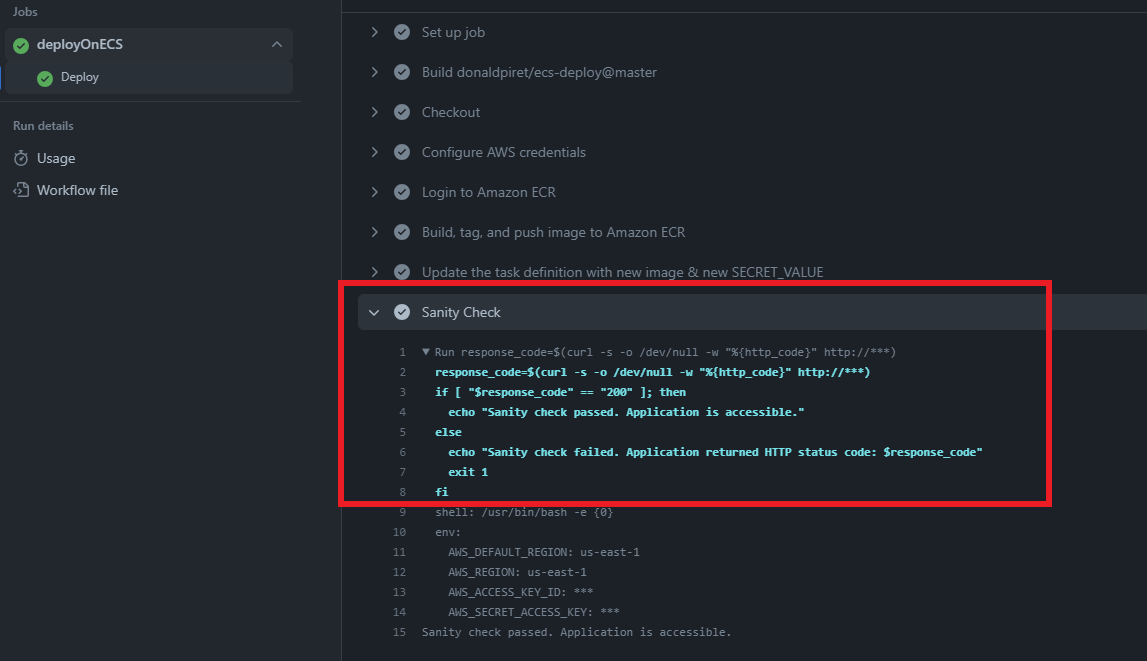 Jobs
deployOnECS
Deploy
Run details
Usage
Workflow file
Set up job
Build donaldpiret/ecs-deploy@master
Checkout
Configure AWS credentials
Login to Amazon ECR
Build, tag, and push image to Amazon ECR
Update the task definition with new image & new SECRET_VALUE
Sanity Check
1 Run response_code=$(curl -s -o /dev/null -w "%{http_code}" http://***)
2 response_code=$(curl -s -o /dev/null -w "%{http_code}" http://***)
3 if [ "$response_code" == "200" ]; then
4 echo "Sanity check passed. Application is accessible."
5 else
6 echo "Sanity check failed. Application returned HTTP status code: $response_code"
7 exit 1
8 fi
9 shell: /usr/bin/bash -e {0}
10 env:
11 AWS_DEFAULT_REGION: us-east-1
12 AWS_REGION: us-east-1
13 AWS_ACCESS_KEY_ID: ***
14 AWS_SECRET_ACCESS_KEY: ***
15 Sanity check passed. Application is accessible.